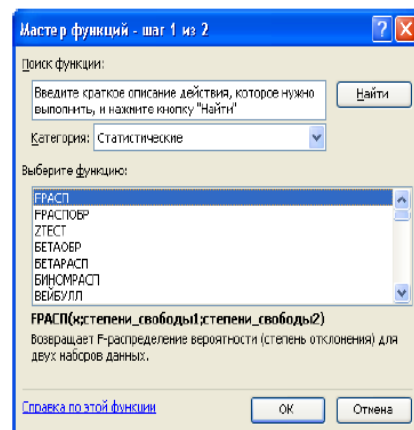 Мастер функций - шаг 1 из 2
Поиск функции:
Введите краткое описание действия, которое нужно
выполнить, и нажмите кнопку "Найти"
Найти
Категория: Статистические
Выберите функцию:
FРАСП
FРАСПОБР
ZТЕСТ
БЕТАОБР
БЕТАРАСП
БИНОМРАСП
ВЕЙБУЛЛ
FРАСП(x;степени_свободы1;степени_свободы2)
Возвращает F-распределение вероятности (степень отклонения) для
двух наборов данных.
Справка по этой функции
ОК
Отмена